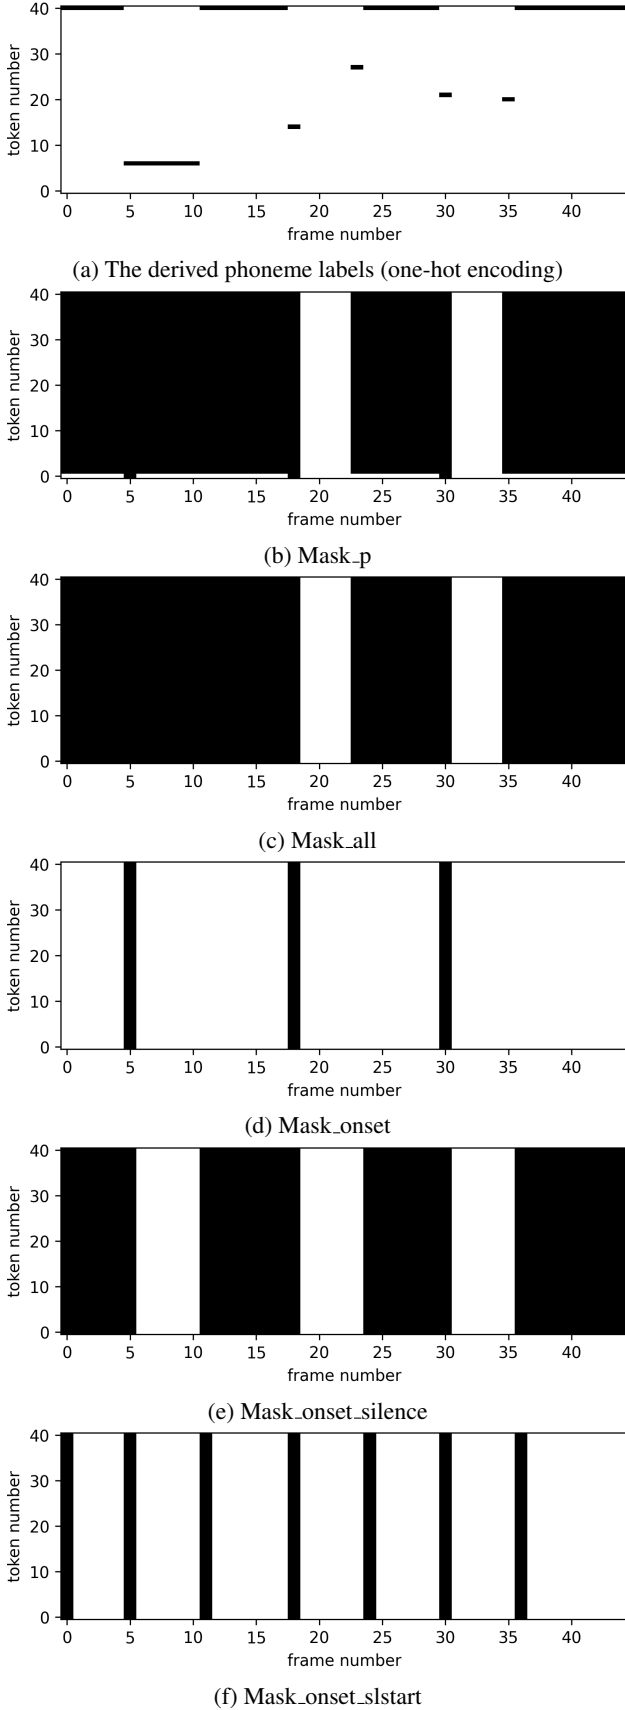 40
30
20
10
0
token number
0 5 10 15 20 25 30 35 40
frame number
(a) The derived phoneme labels (one-hot encoding)
40
30
20
10
0
token number
0 5 10 15 20 25 30 35 40
frame number
(b) Mask_p
40
30
20
10
0
token number
0 5 10 15 20 25 30 35 40
frame number
(c) Mask_all
40
30
20
10
0
token number
0 5 10 15 20 25 30 35 40
frame number
(d) Mask_onset
40
30
20
10
0
token number
0 5 10 15 20 25 30 35 40
frame number
(e) Mask_onset_silence
40
30
20
10
0
token number
0 5 10 15 20 25 30 35 40
frame number
(f) Mask_onset_slstart